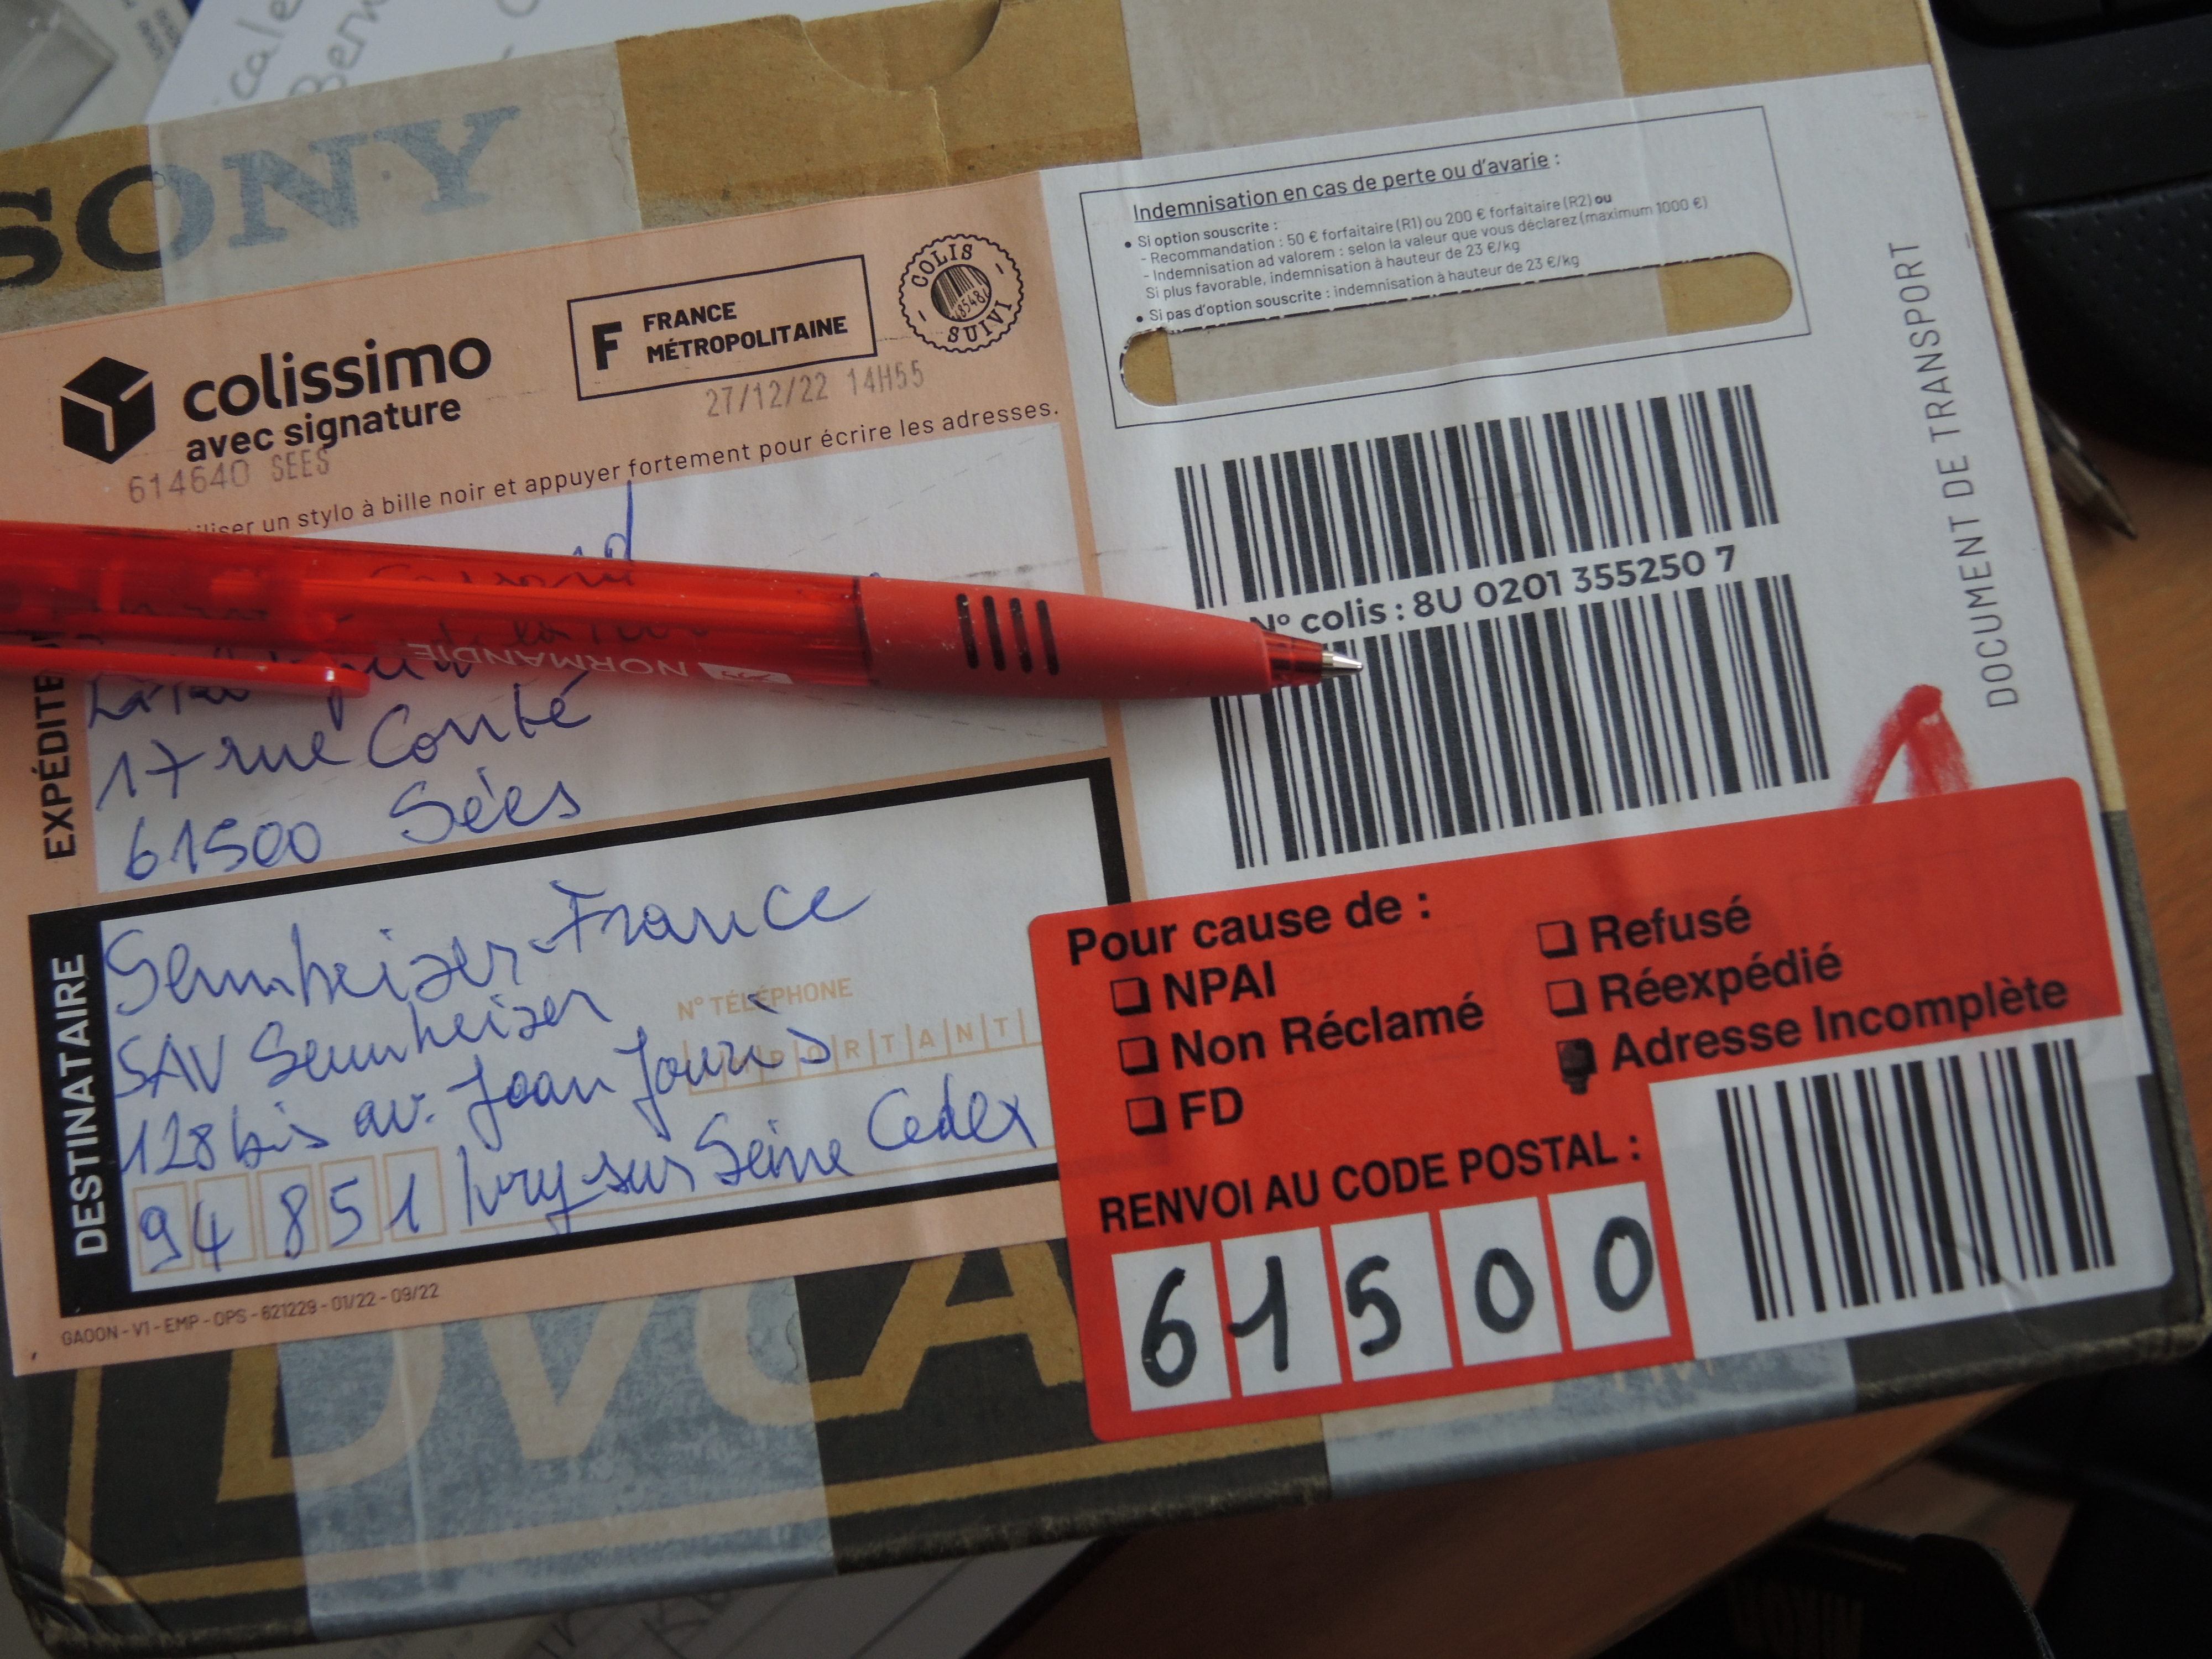 SONY
colissimo
avec signature
614640 SEES
F FRANCE
MÉTROPOLITAINE
27/12/22 14H55
COLIS
SUIVI
iliser un stylo à bille noir et appuyer fortement pour écrire les adresses.
NORMANDIE
17 rue Conté
61500 Sées
EXPÉDITE
DESTINATAIRE
Sennheiser-France
SAV Sennheiser
N° TÉLÉPHONE
128 bis av. Jean Jaurès
94 851 Ivry-sur Seine Cedex
GA00N - V1 - EMP - OPS - 621229 - 01/22 - 09/22
Indemnisation en cas de perte ou d'avarie :
• Si option souscrite :
- Recommandation : 50 € forfaitaire (R1) ou 200 € forfaitaire (R2) ou
- Indemnisation ad valorem : selon la valeur que vous déclarez (maximum 1000 €)
Si plus favorable, indemnisation à hauteur de 23 €/kg
• Si pas d'option souscrite : indemnisation à hauteur de 23 €/kg
N° colis : 8U 0201 355250 7
DOCUMENT DE TRANSPORT
Pour cause de :
NPAI
Non Réclamé
FD
Refusé
Réexpédié
Adresse Incomplète
RENVOI AU CODE POSTAL :
61500